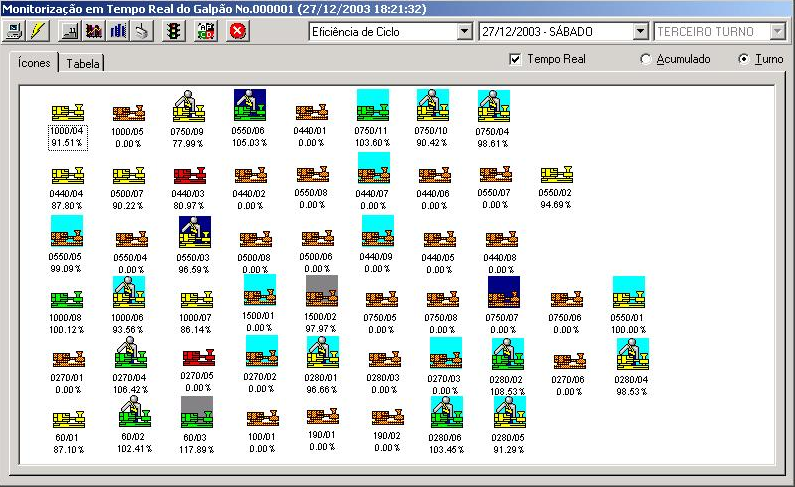 Monitorização em Tempo Real do Galpão No.000001 (27/12/2003 18:21:32)
Eficiência de Ciclo 27/12/2003 - SÁBADO TERCEIRO TURNO
Ícones Tabela Tempo Real Acumulado Turno
1000/04 1000/05 0750/09 0550/06 0440/01 0750/11 0750/10 0750/04
91.51% 0.00% 77.99% 105.03% 0.00% 103.60% 90.42% 98.61%
0440/04 0500/07 0440/03 0440/02 0550/08 0440/07 0440/06 0550/07 0550/02
87.80% 90.22% 80.97% 0.00% 0.00% 0.00% 0.00% 0.00% 94.69%
0550/05 0550/04 0550/03 0500/08 0500/06 0440/09 0440/05 0440/08
99.09% 0.00% 96.59% 0.00% 0.00% 0.00% 0.00% 0.00%
1000/08 1000/06 1000/07 1500/01 1500/02 0750/05 0750/08 0750/07 0750/06 0550/01
100.12% 93.56% 86.14% 0.00% 97.97% 0.00% 0.00% 0.00% 0.00% 100.00%
0270/01 0270/04 0270/05 0270/02 0280/01 0280/03 0270/03 0280/02 0270/06 0280/04
0.00% 106.42% 0.00% 0.00% 96.66% 0.00% 0.00% 108.53% 0.00% 98.53%
60/01 60/02 60/03 100/01 190/01 190/02 0280/06 0280/05
87.10% 102.41% 117.89% 0.00% 0.00% 0.00% 103.45% 91.29%